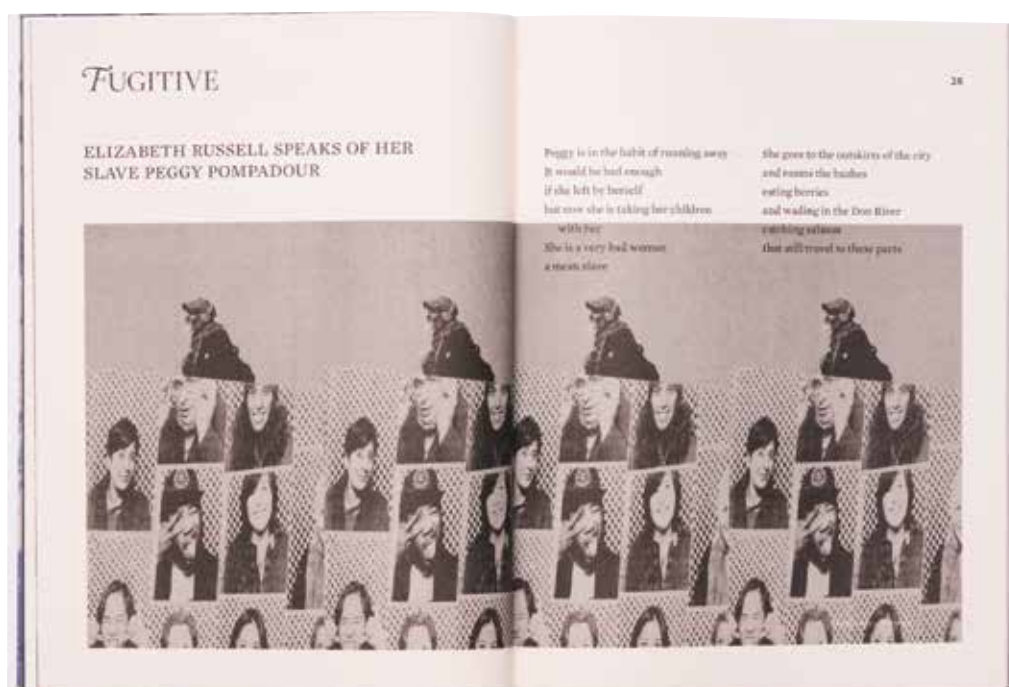 FUGITIVE
28
ELIZABETH RUSSELL SPEAKS OF HER
SLAVE PEGGY POMPADOUR
Peggy is in the habit of running away
It would be bad enough
if she left by herself
but now she is taking her children
with her
She is a very bad woman
a mean slave
She goes to the outskirts of the city
and roams the bushes
eating berries
and wading in the Don River
catching salmon
that still travel to these parts